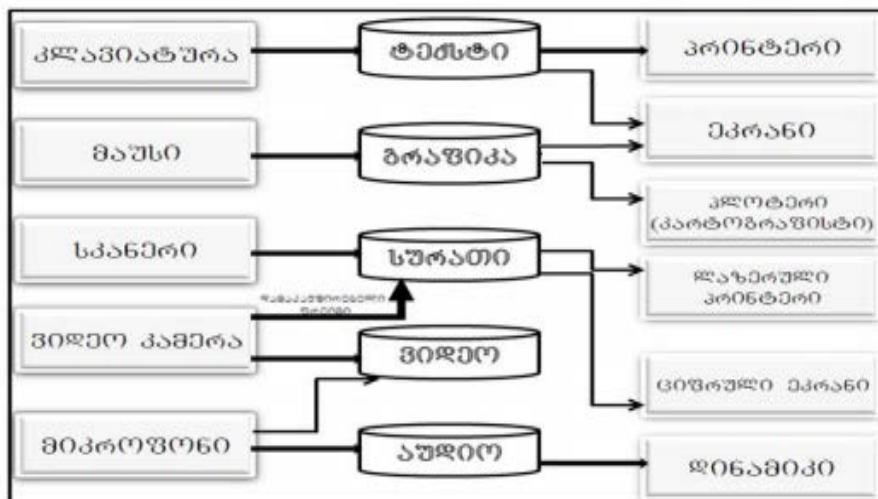 კლავიატურა
ტექსტი
პრინტერი
ეკრანი
მაუსი
გრაფიკა
პლოტერი
(კარტოგრაფისტი)
სკანერი
სურათი
ლაზერული
პრინტერი
ვიდეო კამერა
ვიდეო
ციფრული ეკრანი
მიკროფონი
აუდიო
დინამიკი